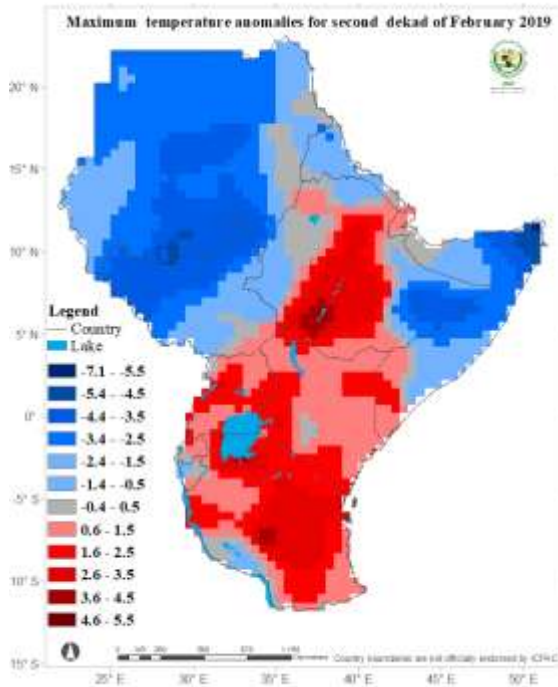 Maximum temperature anomalies for second dekad of February 2019
20° N
15° N
10° N
5° N
0°
5° S
10° S
15° S
Legend
Country
Lake
-7.1 - -5.5
-5.4 - -4.5
-4.4 - -3.5
-3.4 - -2.5
-2.4 - -1.5
-1.4 - -0.5
-0.4 - 0.5
0.6 - 1.5
1.6 - 2.5
2.6 - 3.5
3.6 - 4.5
4.6 - 5.5
Country boundaries are not officially endorsed by ICPAC
25° E
30° E
35° E
40° E
45° E
50° E